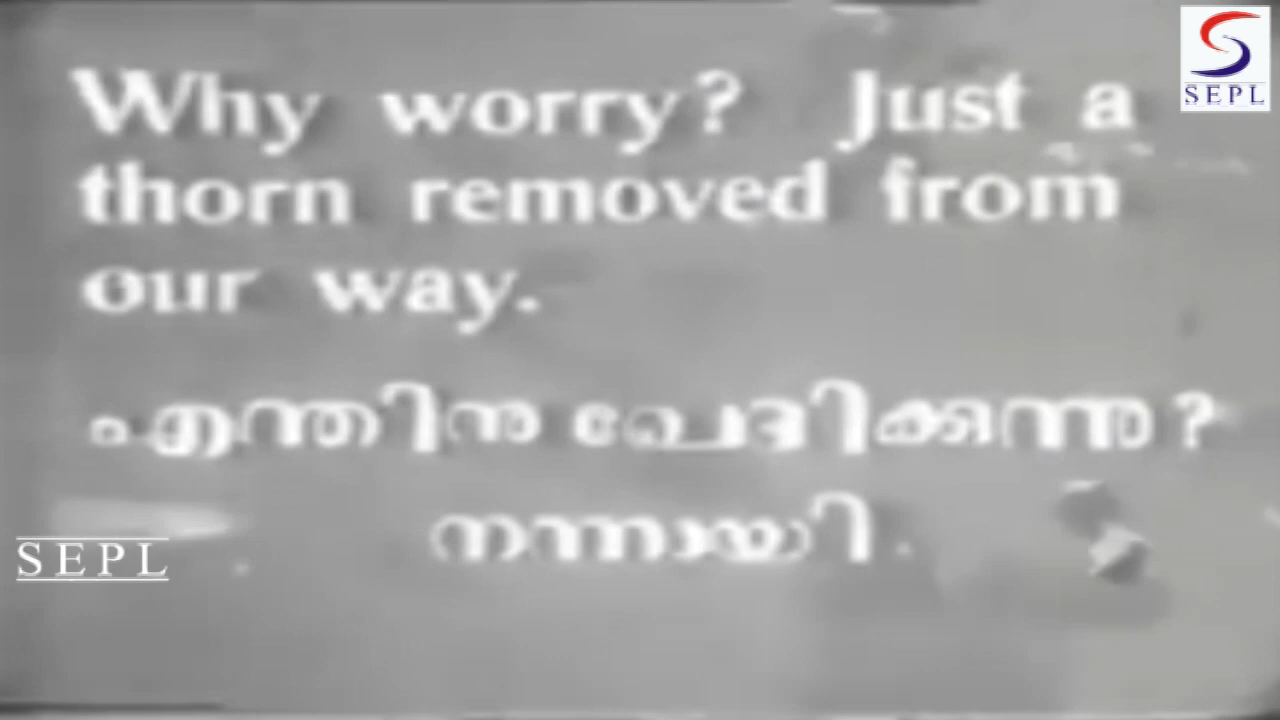 SEPL
Why worry? Just a
thorn removed from
our way.
എന്തിനു ഖേദിക്കുന്നു ?
നന്നായി.
SEPL